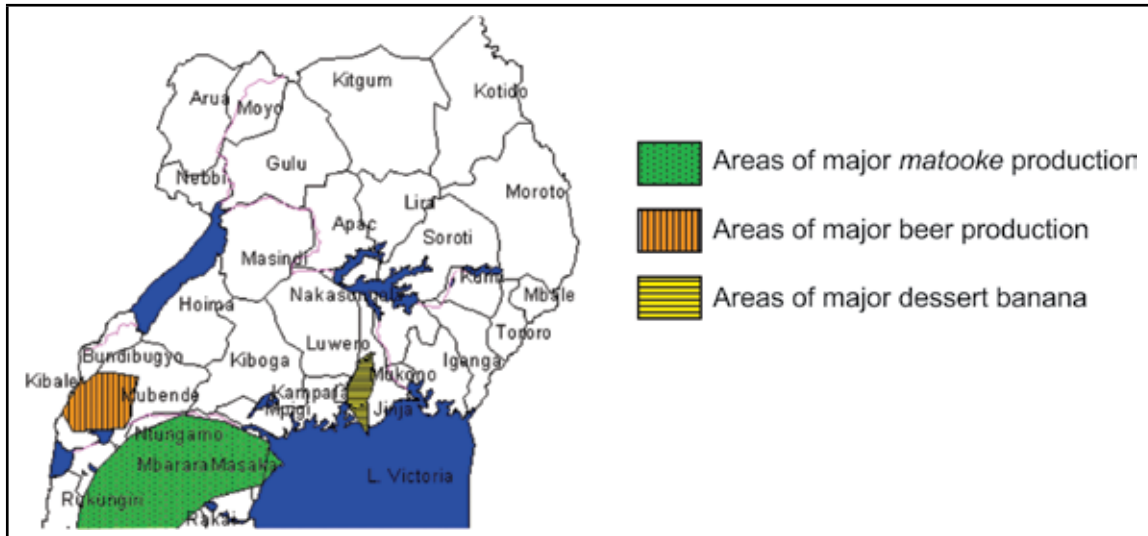 Kitgum
Kotido
Arua
Moyo
Areas of major matooke production
Gulu
Nebbi
Moroto
Lira
Apac
Areas of major beer production
Soroti
Masindi
Kumi
Mbale
Nakasongola
Areas of major dessert banana
Hoima
Tororo
Luwero
Bundibugyo
Iganga
Kiboga
Mukono
Kibale
Mubende
Kampala
Mpigi
Jinja
Ntungamo
Mbarara
Masaka
L. Victoria
Rukungiri
Rakai